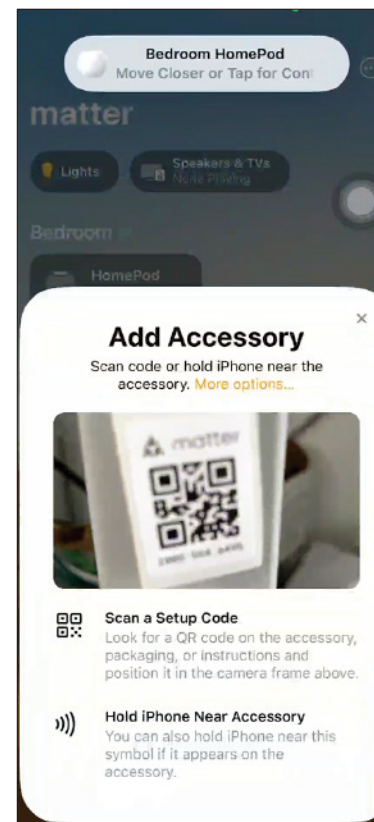 Bedroom HomePod
Move Closer or Tap for Con
matter
Lights
Speakers & TVs
None Playing
Bedroom
HomePod
Add Accessory
Scan code or hold iPhone near the
accessory. More options...
matter
Scan a Setup Code
Look for a QR code on the accessory,
packaging, or instructions and
position it in the camera frame above.
Hold iPhone Near Accessory
You can also hold iPhone near this
symbol if it appears on the
accessory.